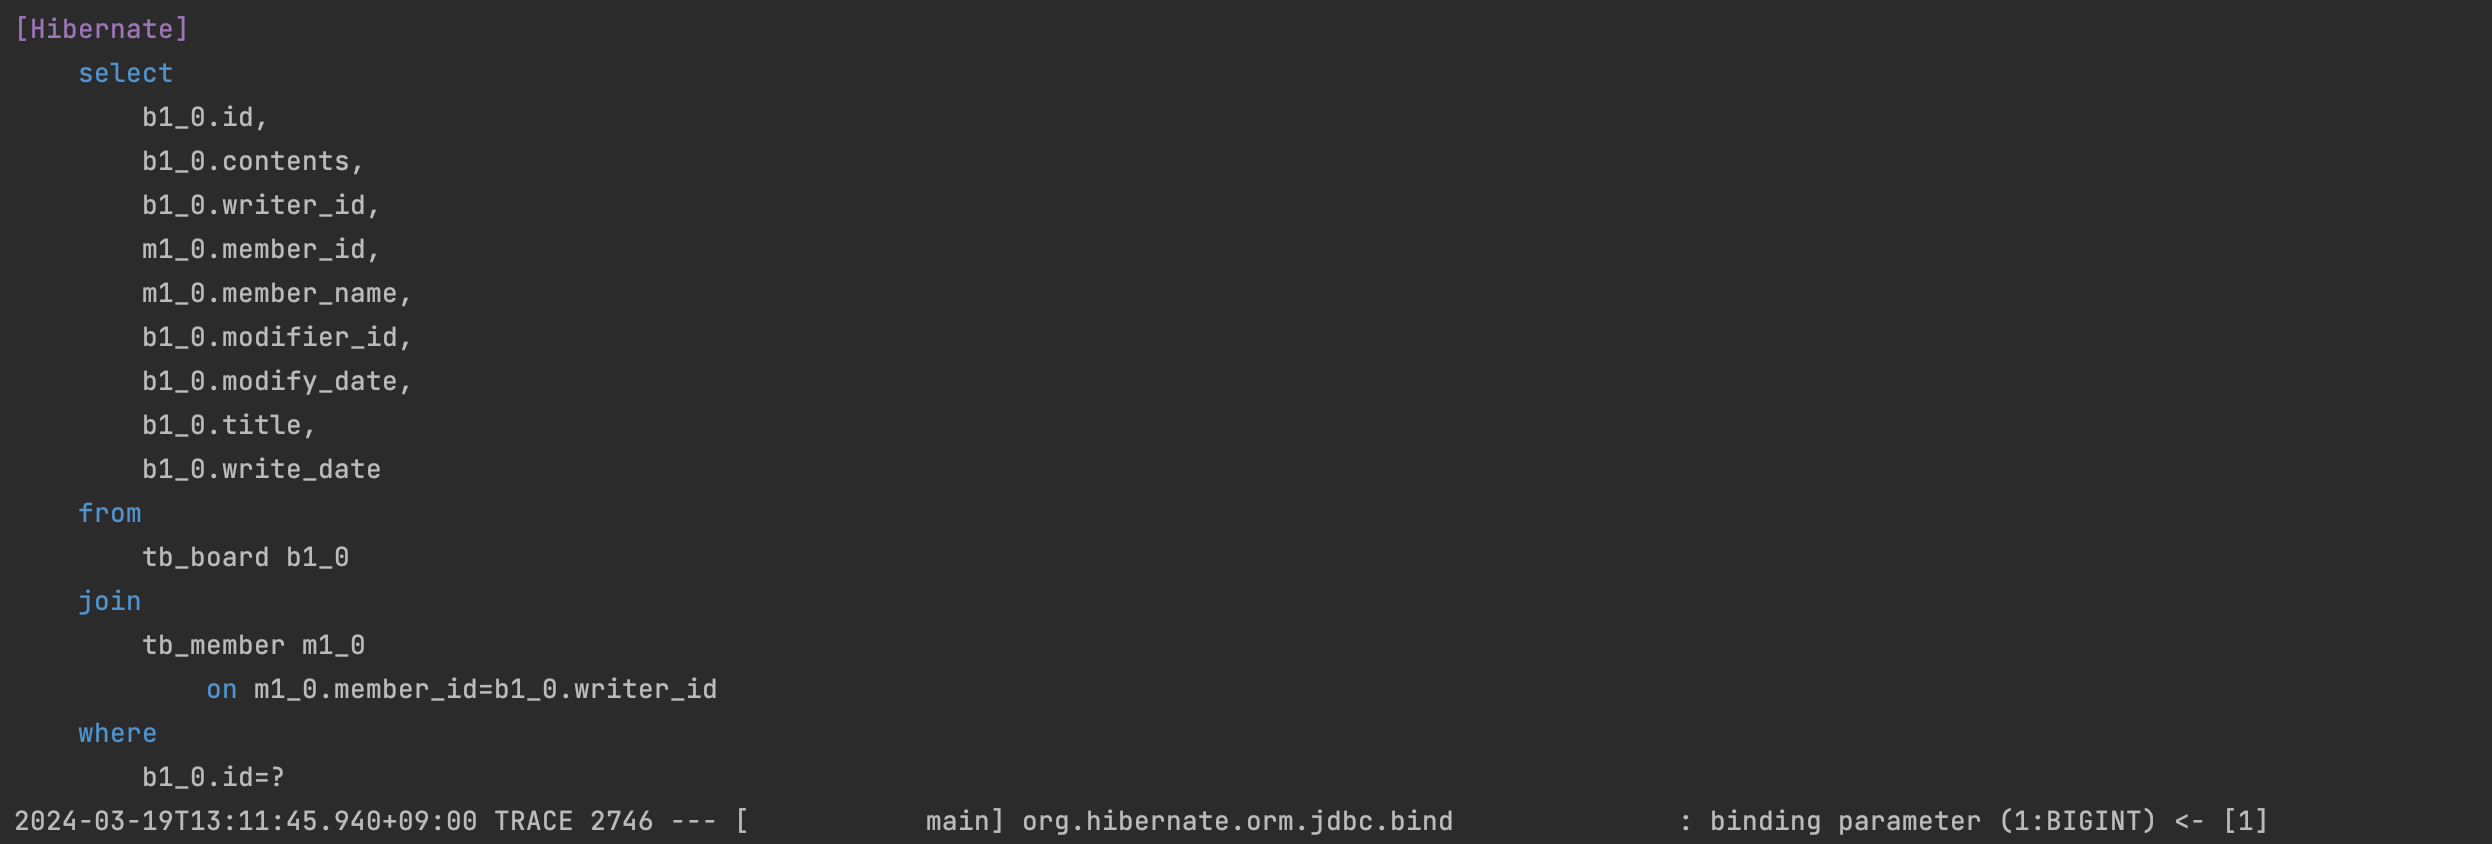 [Hibernate]
    select
        b1_0.id,
        b1_0.contents,
        b1_0.writer_id,
        m1_0.member_id,
        m1_0.member_name,
        b1_0.modifier_id,
        b1_0.modify_date,
        b1_0.title,
        b1_0.write_date
    from
        tb_board b1_0
    join
        tb_member m1_0
            on m1_0.member_id=b1_0.writer_id
    where
        b1_0.id=?
2024-03-19T13:11:45.940+09:00 TRACE 2746 --- [           main] org.hibernate.orm.jdbc.bind              : binding parameter (1:BIGINT) <- [1]